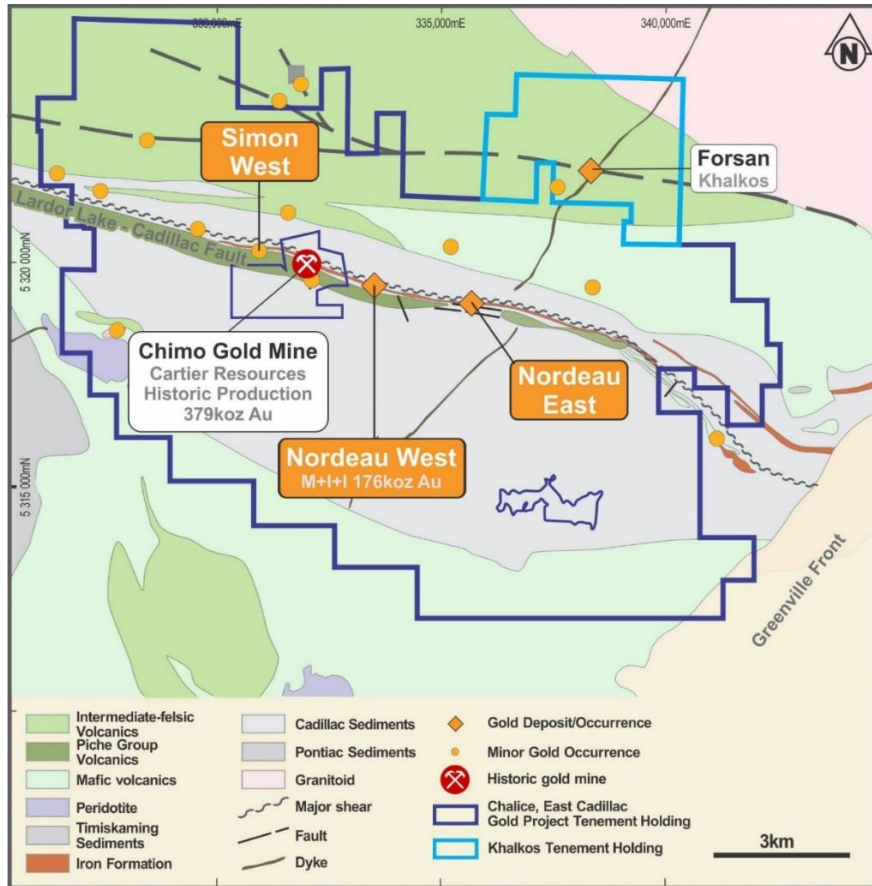 330,000mE
335,000mE
340,000mE
N
Simon
West
Forsan
Khalkos
Lardor Lake - Cadillac Fault
5 320 000mN
Chimo Gold Mine
Cartier Resources
Historic Production
379koz Au
Nordeau
East
Nordeau West
M+I+I 176koz Au
5 315 000mN
Greenville Front
Intermediate-felsic
Volcanics
Piche Group
Volcanics
Mafic volcanics
Peridotite
Timiskaming
Sediments
Iron Formation
Cadillac Sediments
Pontiac Sediments
Granitoid
Major shear
Fault
Dyke
Gold Deposit/Occurrence
Minor Gold Occurrence
Historic gold mine
Chalice, East Cadillac
Gold Project Tenement Holding
Khalkos Tenement Holding
3km